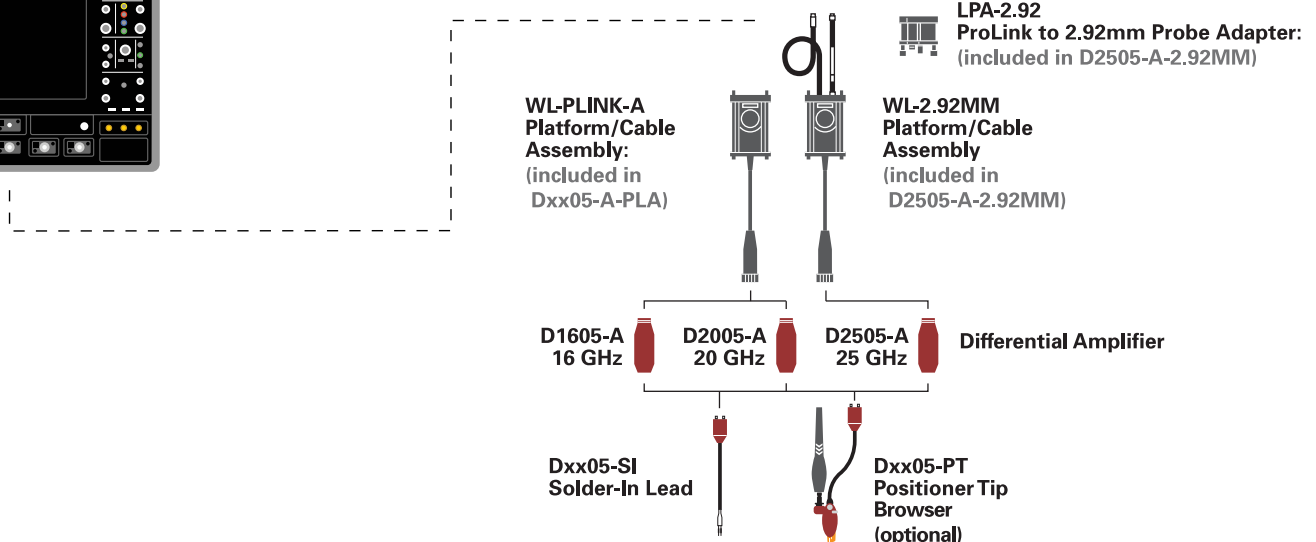 LPA-2.92
ProLink to 2.92mm Probe Adapter:
(included in D2505-A-2.92MM)
WL-PLINK-A
Platform/Cable
Assembly:
(included in
Dxx05-A-PLA)
WL-2.92MM
Platform/Cable
Assembly
(included in
D2505-A-2.92MM)
D1605-A
16 GHz
D2005-A
20 GHz
D2505-A
25 GHz
Differential Amplifier
Dxx05-SI
Solder-In Lead
Dxx05-PT
Positioner Tip
Browser
(optional)